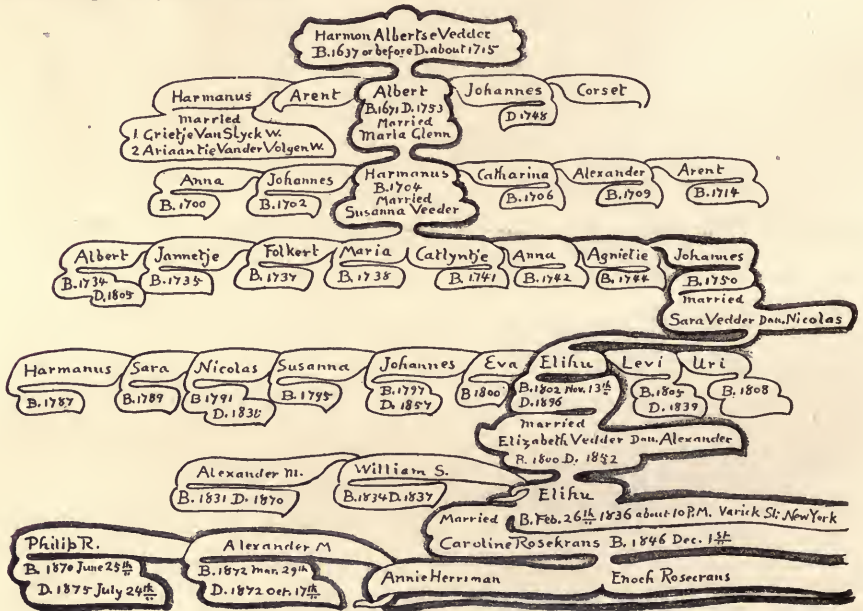 Harmon Albertse Vedder
B. 1637 or before D. about 1715
Harmanus
married
1 Grietje Van Slyck W.
2 Ariaantie Vander Volgen W.
Arent
Albert
B. 1671 D. 1753
Married
Maria Glenn
Johannes
D 1748
Corset
Anna
B. 1700
Johannes
B. 1702
Harmanus
B. 1704
Married
Susanna Veeder
Catharina
B. 1706
Alexander
B. 1709
Arent
B. 1714
Albert
B. 1734
D. 1805
Jannetje
B. 1735
Folkert
B. 1737
Maria
B. 1738
Catlyntje
B. 1741
Anna
B. 1742
Agnietie
B. 1744
Johannes
B. 1750
married
Sara Vedder Dau. Nicolas
Harmanus
B. 1787
Sara
B. 1789
Nicolas
B. 1791
D. 1838
Susanna
B. 1795
Johannes
B. 1797
D. 1857
Eva
B 1800
Elihu
B. 1802 Nov. 13th
D. 1896
married
Elizabeth Vedder Dau. Alexander
B. 1800 D. 1852
Levi
B. 1805
D. 1839
Uri
B. 1808
Alexander M.
B. 1831 D. 1870
William S.
B. 1834 D. 1837
Elihu
B. Feb. 26th 1836 about 10 P.M. Varick St: New York
Married
Caroline Rosekrans B. 1846 Dec. 1st
Philip R.
B. 1870 June 25th
D. 1875 July 24th
Alexander M
B. 1872 Mar. 29th
D. 1872 Oct. 17th
Annie Herriman
Enoch Rosecrans